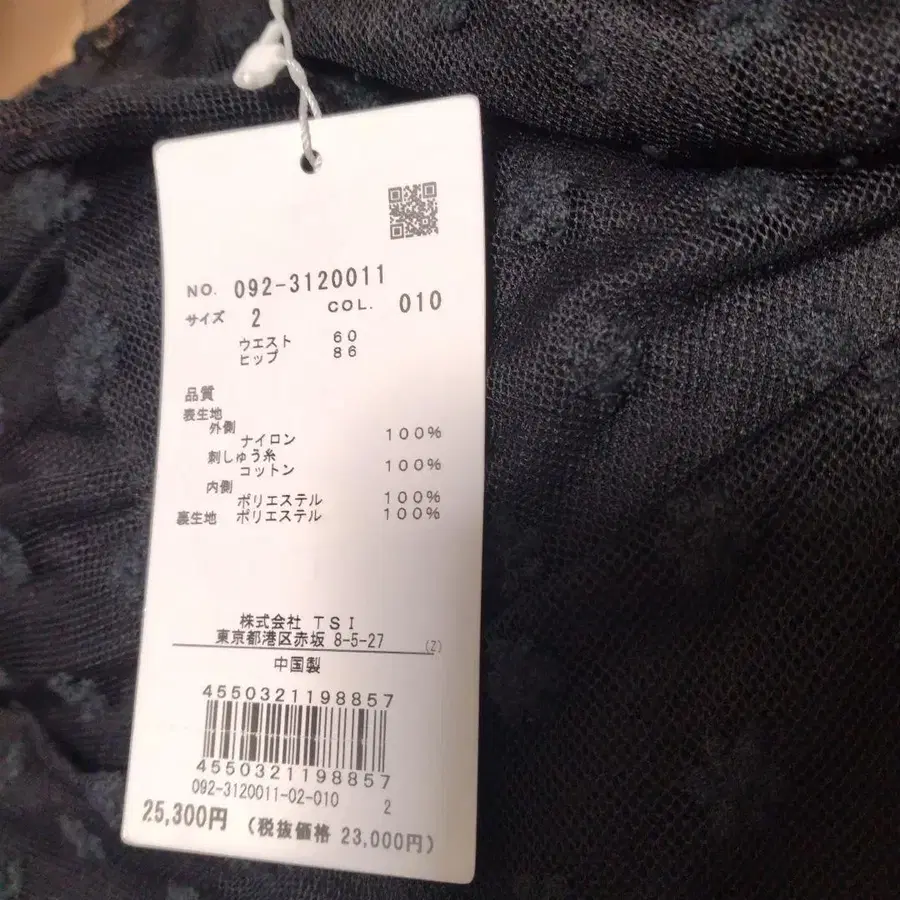 NO. 092-3120011
サイズ 2 COL. 010
ウエスト 60
ヒップ 86
品質
表生地
外側
ナイロン 100%
刺しゅう糸
コットン 100%
内側
ポリエステル 100%
裏生地 ポリエステル 100%
株式会社 TSI
東京都港区赤坂 8-5-27 (Z)
中国製
4550321198857
4550321198857
092-3120011-02-010 2
25,300円 (税抜価格 23,000円)